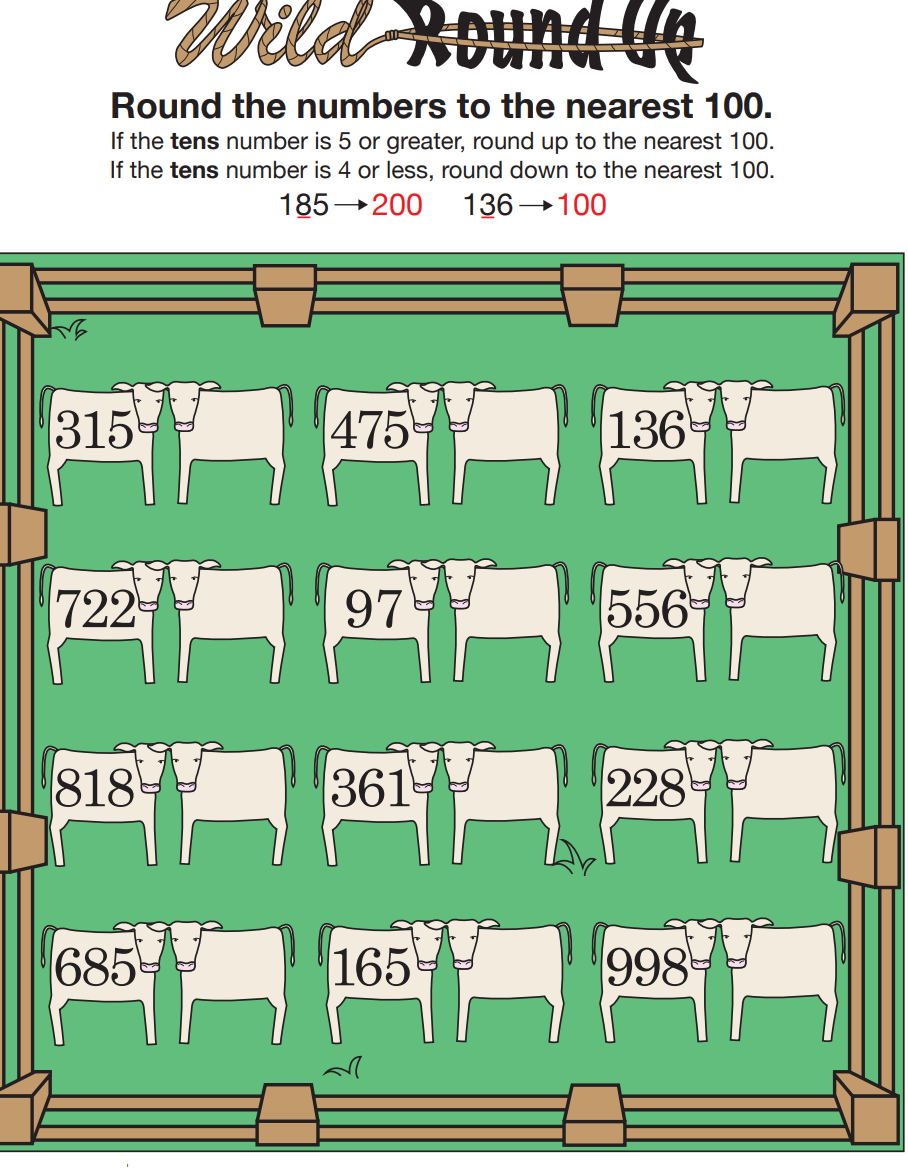 Wild Round Up
Round the numbers to the nearest 100.
If the tens number is 5 or greater, round up to the nearest 100.
If the tens number is 4 or less, round down to the nearest 100.
185→200 136→100
315 475 136
722 97 556
818 361 228
685 165 998